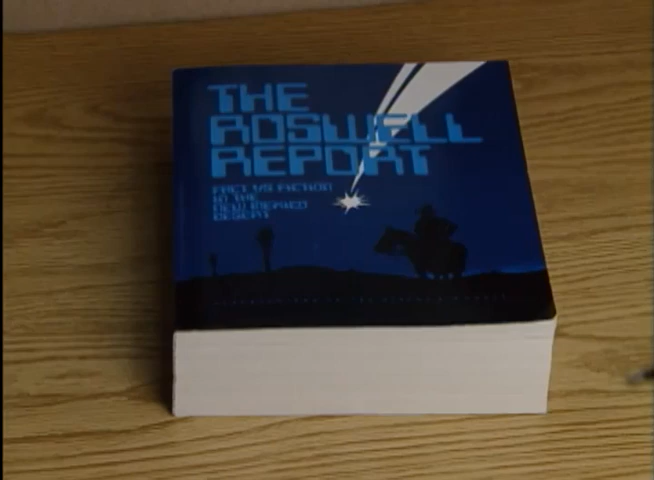 THE
ROSWELL
REPORT
FACT VS FICTION
IN THE
NEW MEXICO
DESERT